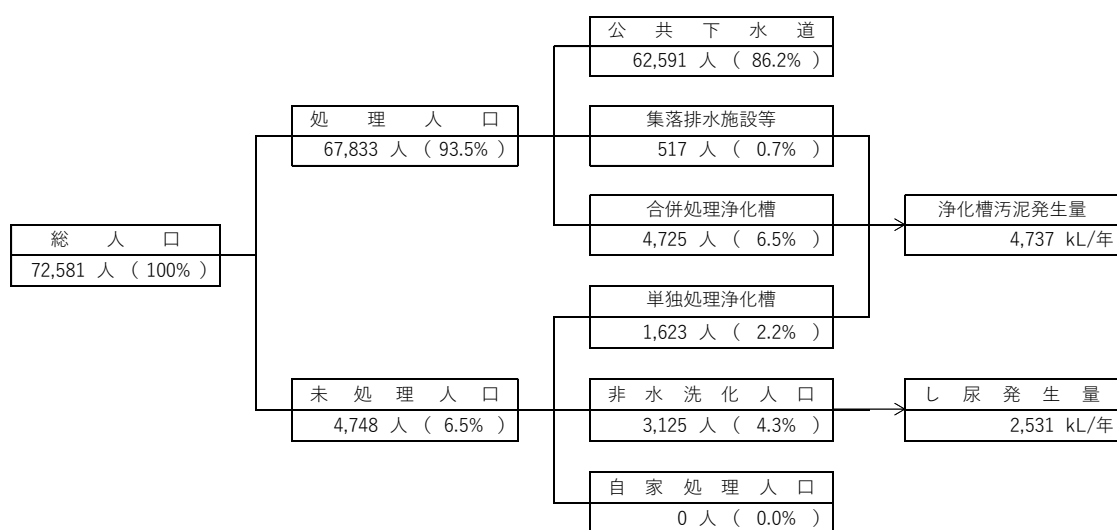 公共下水道
62,591 人 ( 86.2% )
処理人口
67,833 人 ( 93.5% )
集落排水施設等
517 人 ( 0.7% )
合併処理浄化槽
4,725 人 ( 6.5% )
浄化槽汚泥発生量
4,737 kL/年
総人口
72,581 人 ( 100% )
単独処理浄化槽
1,623 人 ( 2.2% )
未処理人口
4,748 人 ( 6.5% )
非水洗化人口
3,125 人 ( 4.3% )
し尿発生量
2,531 kL/年
自家処理人口
0 人 ( 0.0% )